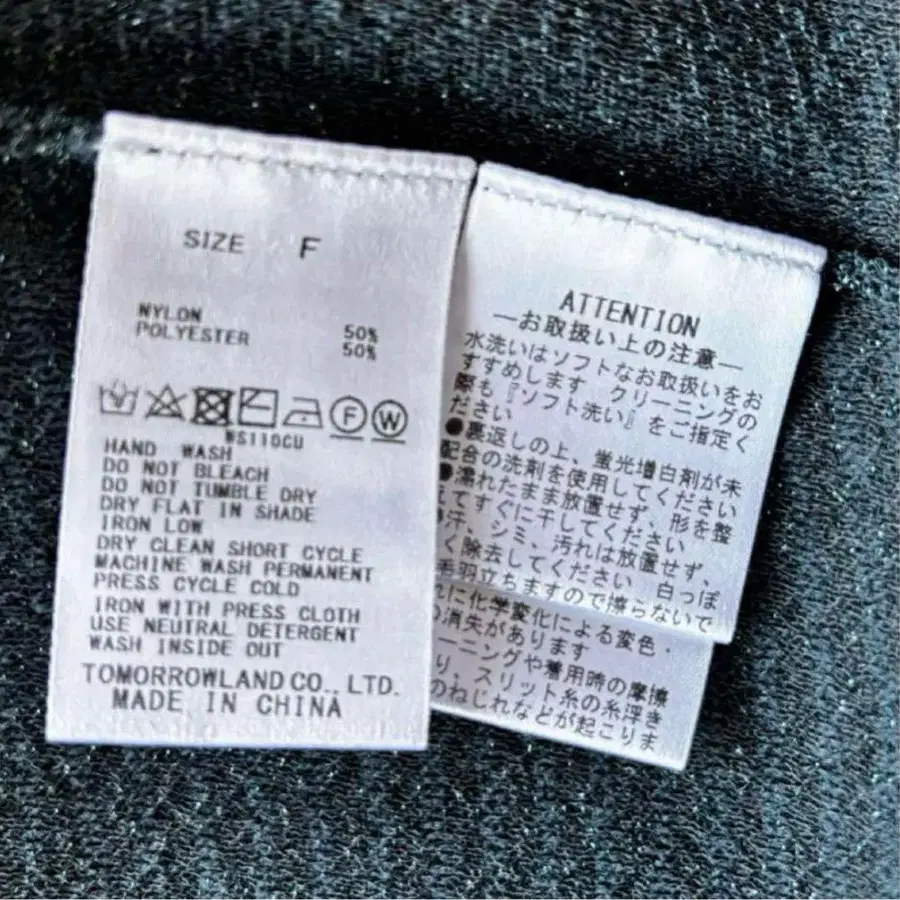 SIZE F
NYLON 50%
POLYESTER 50%
F W
WS110CU
HAND WASH
DO NOT BLEACH
DO NOT TUMBLE DRY
DRY FLAT IN SHADE
IRON LOW
DRY CLEAN SHORT CYCLE
MACHINE WASH PERMANENT
PRESS CYCLE COLD
IRON WITH PRESS CLOTH
USE NEUTRAL DETERGENT
WASH INSIDE OUT
TOMORROWLAND CO., LTD.
MADE IN CHINA
ATTENTION
―お取扱い上の注意―
水洗いはソフトなお取扱いをお
すすめします クリーニングの
際も『ソフト洗い』をご指定く
ださい
●裏返しの上、蛍光増白剤が未
配合の洗剤を使用してください
●濡れたまま放置せず、形を整
えてすぐに干してください
汗、シミ、汚れは放置せず、
く除去してください 白っぽ
毛羽立ちますので擦らないで
れに化学変化による変色・
の消失があります
ーニングや着用時の摩擦
り、スリット糸の糸浮き
のねじれなどが起こりま